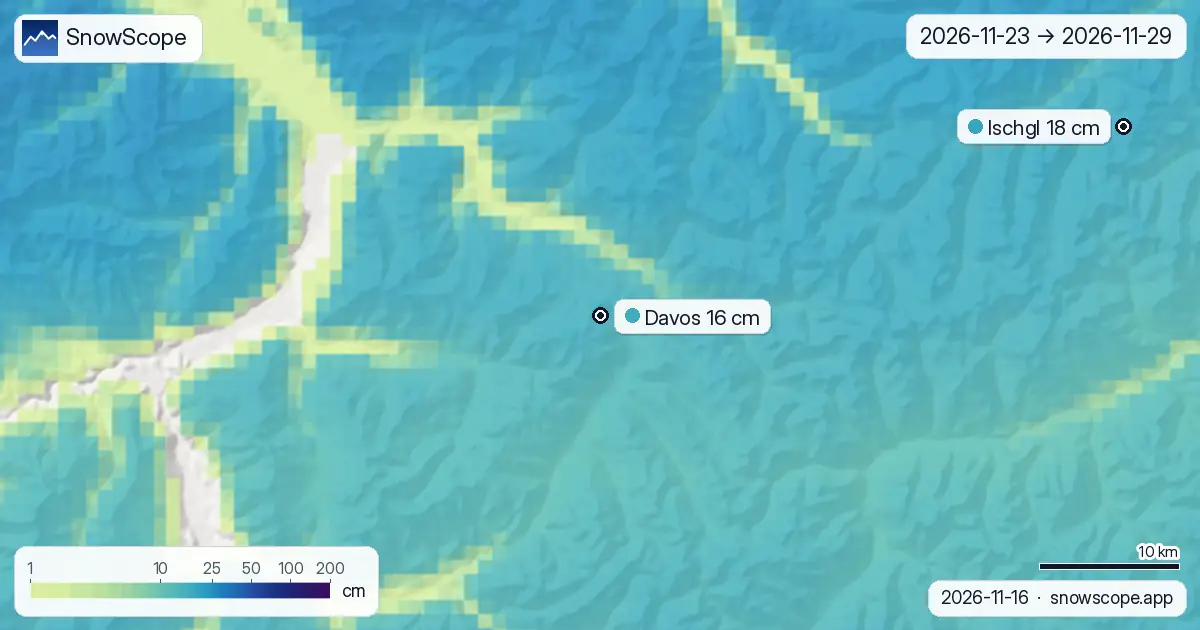 SnowScope
2026-11-23 → 2026-11-29
Ischgl 18 cm
Davos 16 cm
10 km
1 10 25 50 100 200
cm
2026-11-16 · snowscope.app